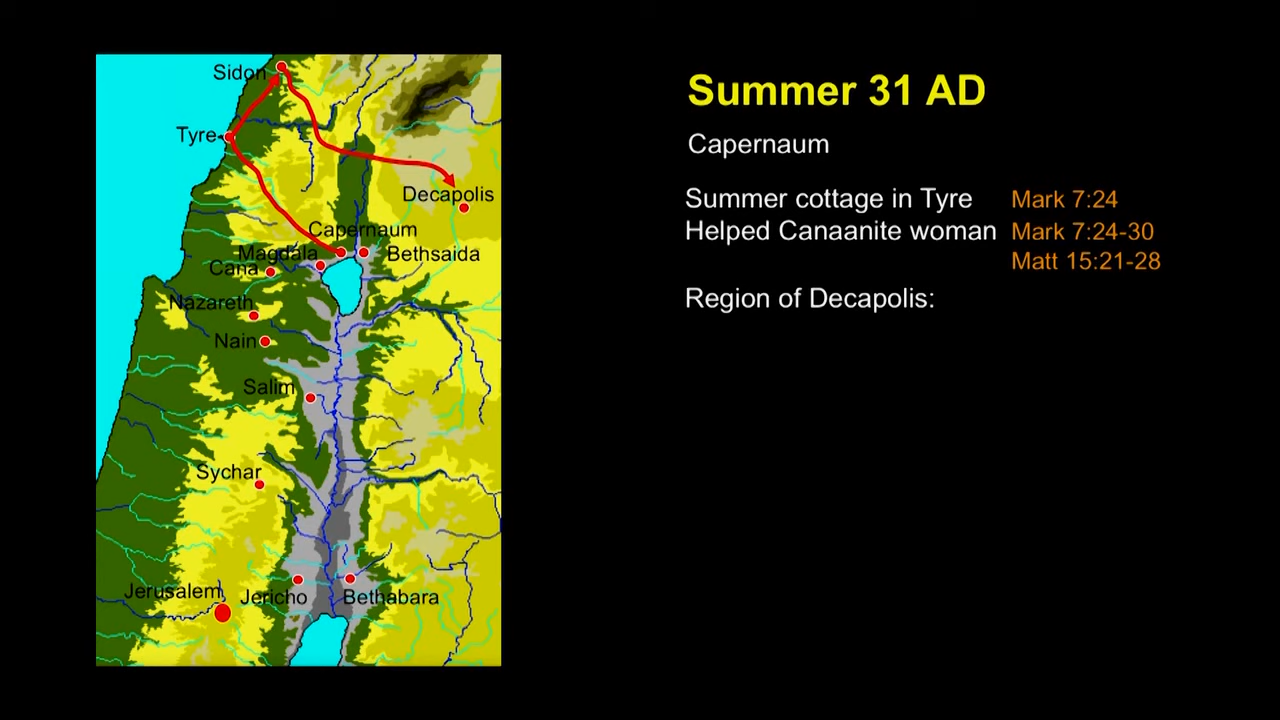 Sidon
Tyre
Decapolis
Capernaum
Magdala
Bethsaida
Cana
Nazareth
Nain
Salim
Sychar
Jerusalem
Jericho
Bethabara
Summer 31 AD
Capernaum
Summer cottage in Tyre Mark 7:24
Helped Canaanite woman Mark 7:24-30
Matt 15:21-28
Region of Decapolis: